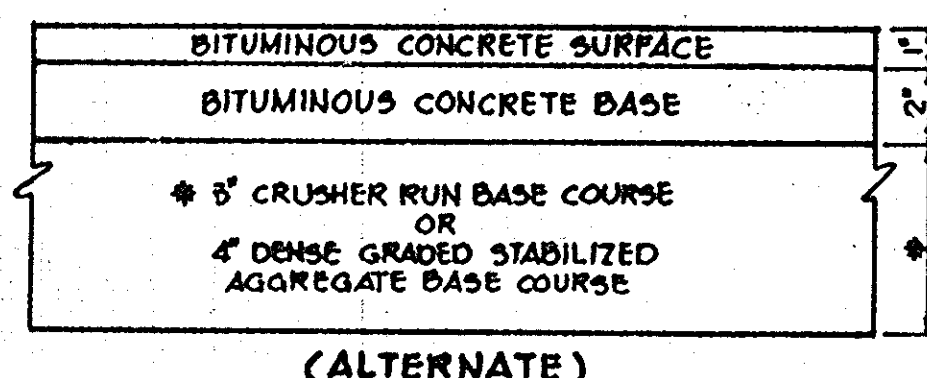 BITUMINOUS CONCRETE SURFACE
1"
BITUMINOUS CONCRETE BASE
2"
* 3" CRUSHER RUN BASE COURSE
OR
4" DENSE GRADED STABILIZED
AGGREGATE BASE COURSE
*
(ALTERNATE)